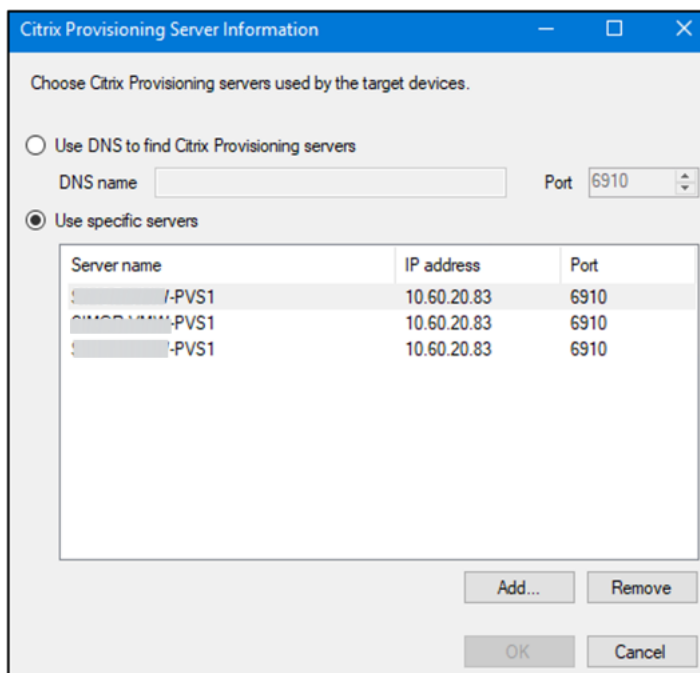 Citrix Provisioning Server Information
Choose Citrix Provisioning servers used by the target devices.
Use DNS to find Citrix Provisioning servers
DNS name Port 6910
Use specific servers
Server name IP address Port
-PVS1 10.60.20.83 6910
-PVS1 10.60.20.83 6910
-PVS1 10.60.20.83 6910
Add... Remove
OK Cancel